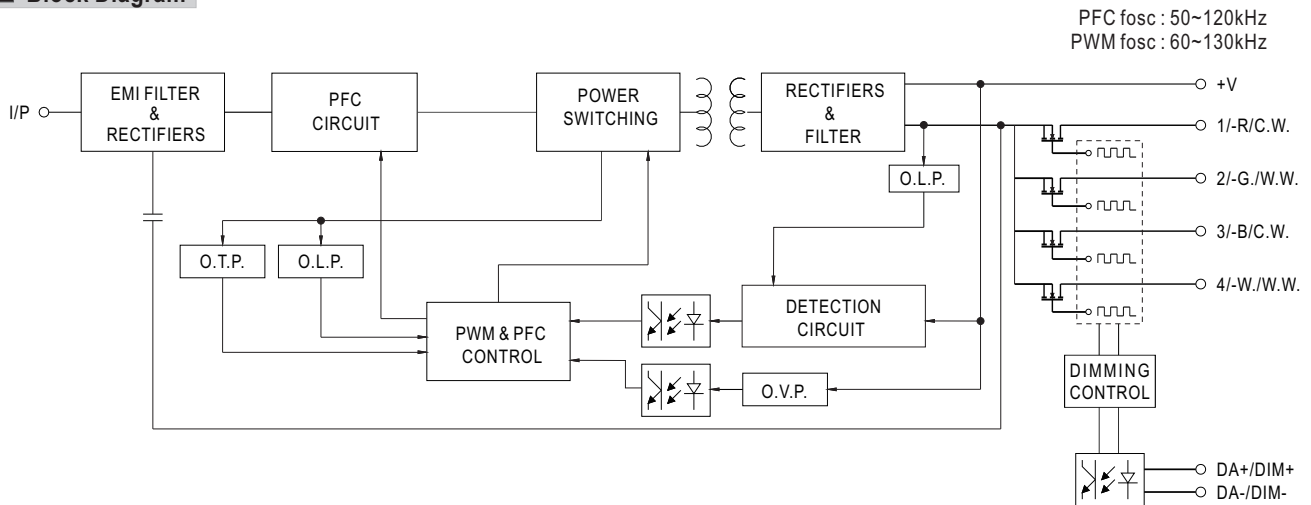 Block Diagram
PFC fosc : 50~120kHz
PWM fosc : 60~130kHz
I/P
EMI FILTER
&
RECTIFIERS
PFC
CIRCUIT
POWER
SWITCHING
RECTIFIERS
&
FILTER
+V
1/-R/C.W.
2/-G./W.W.
3/-B/C.W.
4/-W./W.W.
O.L.P.
O.T.P.
O.L.P.
PWM & PFC
CONTROL
DETECTION
CIRCUIT
O.V.P.
DIMMING
CONTROL
DA+/DIM+
DA-/DIM-